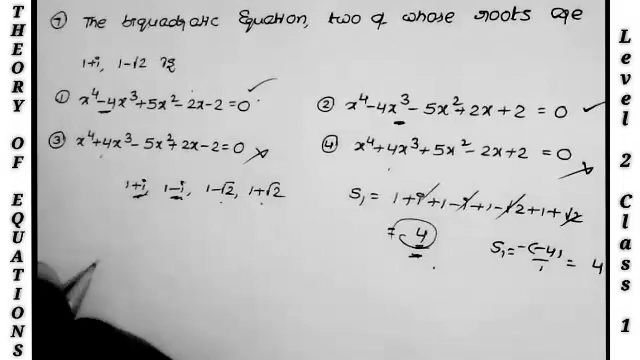 THEORY OF EQUATIONS
⑦ The biquadratic Equation, two of whose roots are
1+i, 1-√2 is
① x⁴-4x³+5x²-2x-2=0 ✓
② x⁴-4x³-5x²+2x+2=0 ✓
③ x⁴+4x³-5x²+2x-2=0 ✗
④ x⁴+4x³+5x²-2x+2=0 ✗
1+i, 1-i, 1-√2, 1+√2
S₁ = 1+i+1-i+1-√2+1+√2
= 4
S₁=-(-4)/1 = 4
Level 2 Class 1